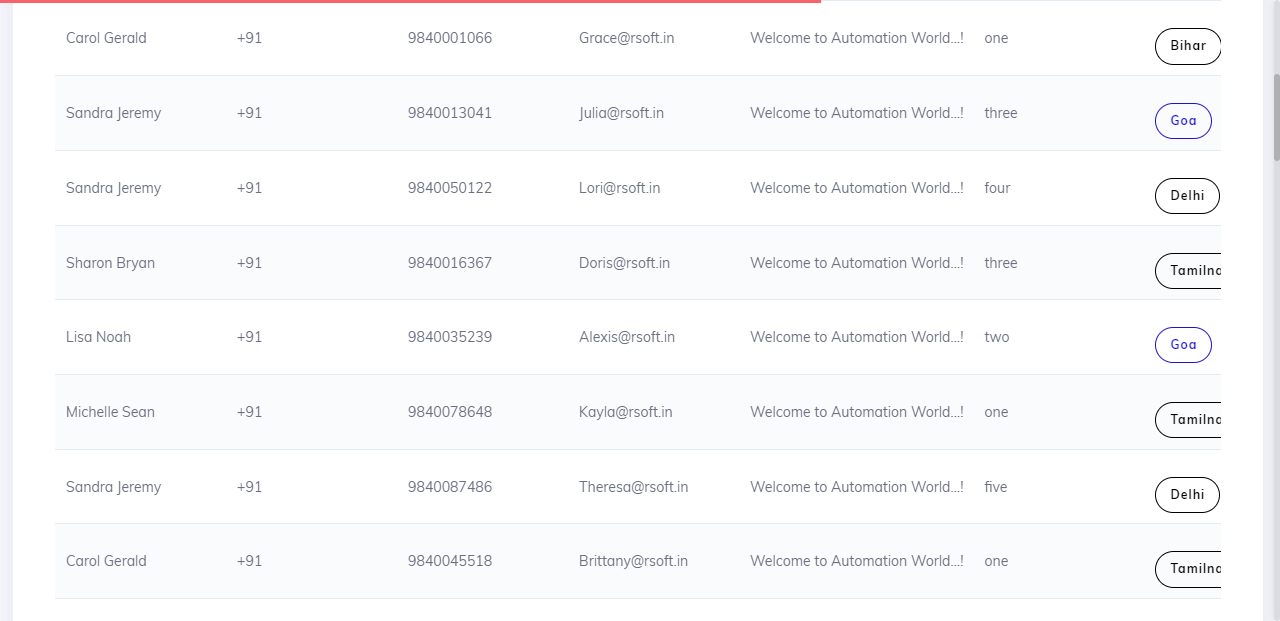 Carol Gerald +91 9840001066 Grace@rsoft.in Welcome to Automation World...! one Bihar
Sandra Jeremy +91 9840013041 Julia@rsoft.in Welcome to Automation World...! three Goa
Sandra Jeremy +91 9840050122 Lori@rsoft.in Welcome to Automation World...! four Delhi
Sharon Bryan +91 9840016367 Doris@rsoft.in Welcome to Automation World...! three Tamilna
Lisa Noah +91 9840035239 Alexis@rsoft.in Welcome to Automation World...! two Goa
Michelle Sean +91 9840078648 Kayla@rsoft.in Welcome to Automation World...! one Tamilna
Sandra Jeremy +91 9840087486 Theresa@rsoft.in Welcome to Automation World...! five Delhi
Carol Gerald +91 9840045518 Brittany@rsoft.in Welcome to Automation World...! one Tamilna